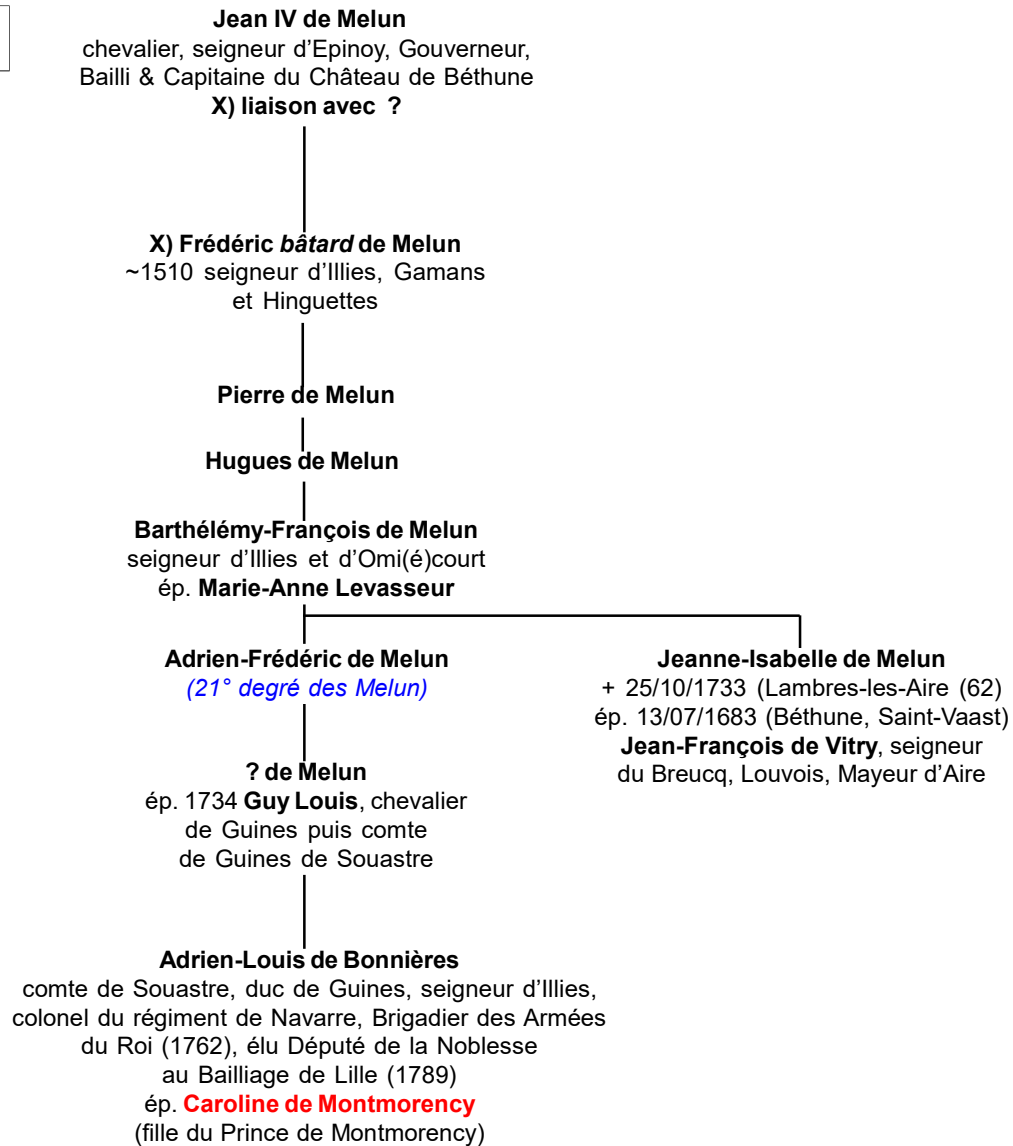 Jean IV de Melun
chevalier, seigneur d'Epinoy, Gouverneur,
Bailli & Capitaine du Château de Béthune
X) liaison avec ?
X) Frédéric bâtard de Melun
~1510 seigneur d'Illies, Gamans
et Hinguettes
Pierre de Melun
Hugues de Melun
Barthélémy-François de Melun
seigneur d'Illies et d'Omi(é)court
ép. Marie-Anne Levasseur
Adrien-Frédéric de Melun
(21° degré des Melun)
Jeanne-Isabelle de Melun
+ 25/10/1733 (Lambres-les-Aire (62)
ép. 13/07/1683 (Béthune, Saint-Vaast)
Jean-François de Vitry, seigneur
du Breucq, Louvois, Mayeur d'Aire
? de Melun
ép. 1734 Guy Louis, chevalier
de Guines puis comte
de Guines de Souastre
Adrien-Louis de Bonnières
comte de Souastre, duc de Guines, seigneur d'Illies,
colonel du régiment de Navarre, Brigadier des Armées
du Roi (1762), élu Député de la Noblesse
au Bailliage de Lille (1789)
ép. Caroline de Montmorency
(fille du Prince de Montmorency)